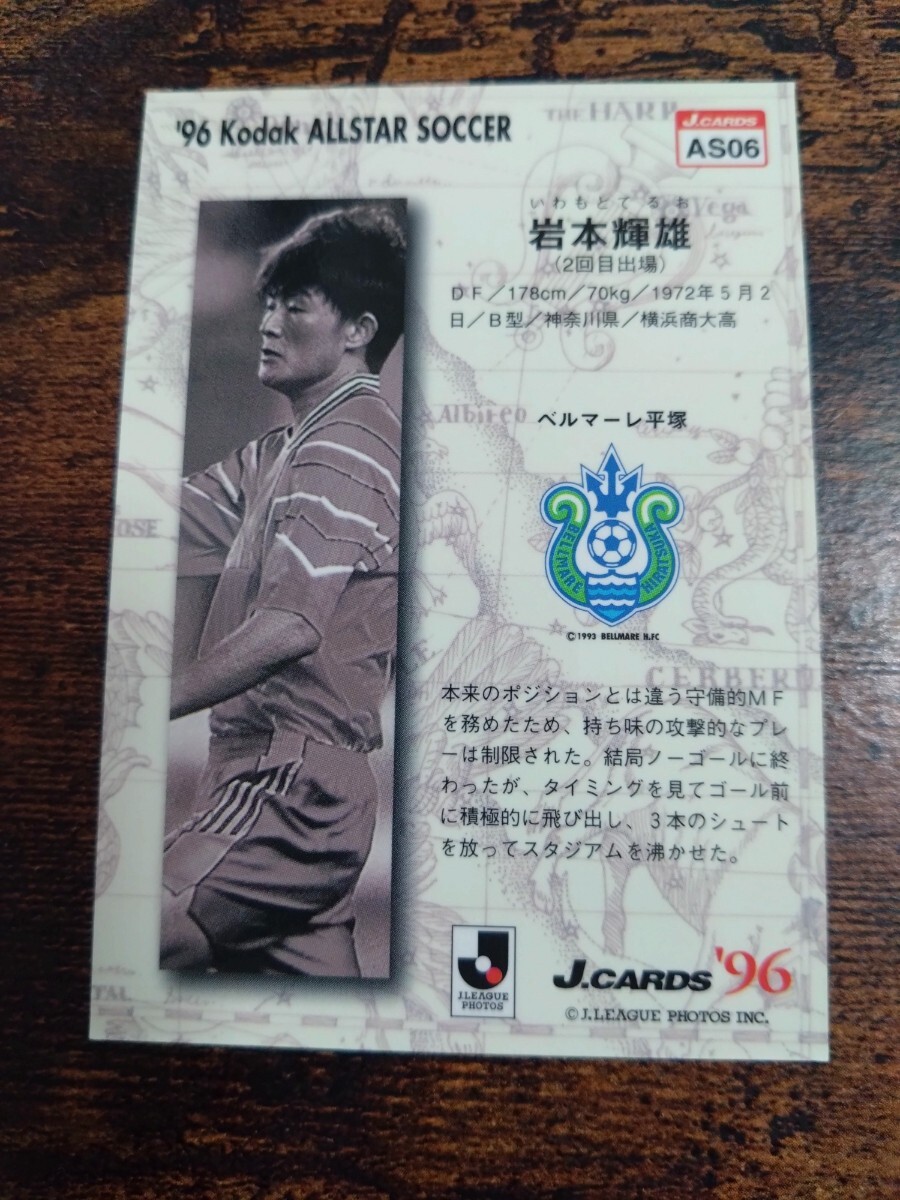 '96 Kodak ALLSTAR SOCCER
J.CARDS
AS06
THE HARP
Vega
いわもとてるお
岩本輝雄
(2回目出場)
DF/178cm/70kg/1972年5月2
日/B型/神奈川県/横浜商大高
Albireo
ベルマーレ平塚
BELLMARE
HIRATSUKA
©1993 BELLMARE H.FC
CERBER
本来のポジションとは違う守備的MF
を務めたため、持ち味の攻撃的なプレ
ーは制限された。結局ノーゴールに終
わったが、タイミングを見てゴール前
に積極的に飛び出し、3本のシュート
を放ってスタジアムを沸かせた。
J.LEAGUE
PHOTOS
J.CARDS '96
©J.LEAGUE PHOTOS INC.